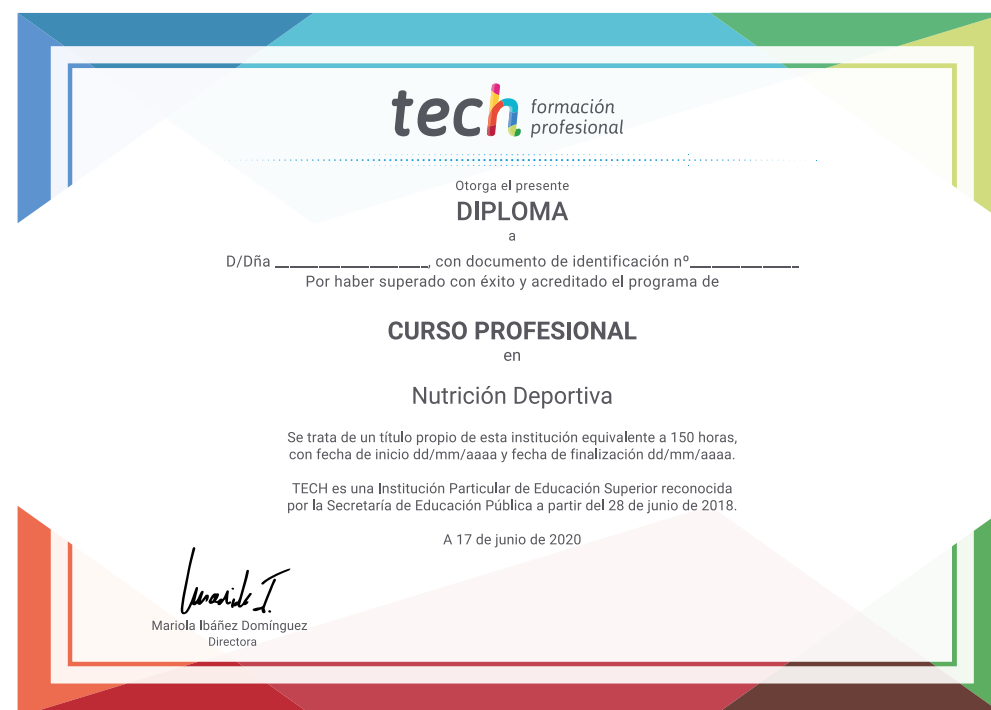 tech formación
profesional
Otorga el presente
DIPLOMA
a
D/Dña ____________________, con documento de identificación nº______________
Por haber superado con éxito y acreditado el programa de
CURSO PROFESIONAL
en
Nutrición Deportiva
Se trata de un título propio de esta institución equivalente a 150 horas,
con fecha de inicio dd/mm/aaaa y fecha de finalización dd/mm/aaaa.
TECH es una Institución Particular de Educación Superior reconocida
por la Secretaría de Educación Pública a partir del 28 de junio de 2018.
A 17 de junio de 2020
Mariola Ibáñez Domínguez
Directora